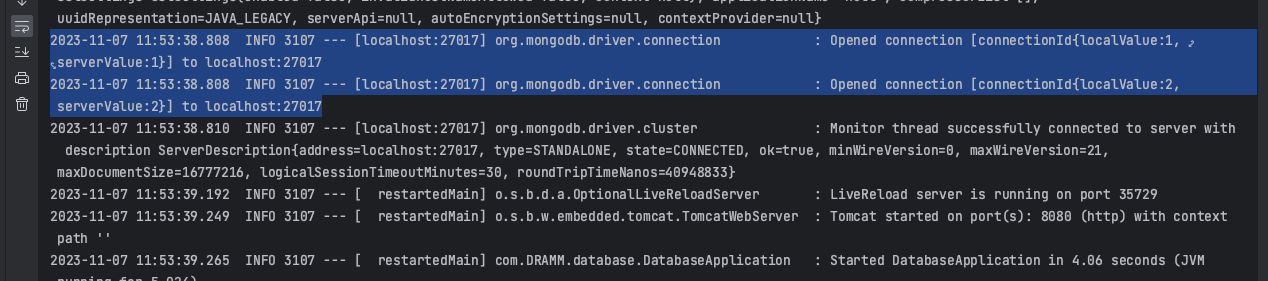 uuidRepresentation=JAVA_LEGACY, serverApi=null, autoEncryptionSettings=null, contextProvider=null}
2023-11-07 11:53:38.808  INFO 3107 --- [localhost:27017] org.mongodb.driver.connection            : Opened connection [connectionId{localValue:1,
serverValue:1}] to localhost:27017
2023-11-07 11:53:38.808  INFO 3107 --- [localhost:27017] org.mongodb.driver.connection            : Opened connection [connectionId{localValue:2,
serverValue:2}] to localhost:27017
2023-11-07 11:53:38.810  INFO 3107 --- [localhost:27017] org.mongodb.driver.cluster               : Monitor thread successfully connected to server with
description ServerDescription{address=localhost:27017, type=STANDALONE, state=CONNECTED, ok=true, minWireVersion=0, maxWireVersion=21,
maxDocumentSize=16777216, logicalSessionTimeoutMinutes=30, roundTripTimeNanos=40948833}
2023-11-07 11:53:39.192  INFO 3107 --- [  restartedMain] o.s.b.d.a.OptionalLiveReloadServer       : LiveReload server is running on port 35729
2023-11-07 11:53:39.249  INFO 3107 --- [  restartedMain] o.s.b.w.embedded.tomcat.TomcatWebServer  : Tomcat started on port(s): 8080 (http) with context
path ''
2023-11-07 11:53:39.265  INFO 3107 --- [  restartedMain] com.DRAMM.database.DatabaseApplication   : Started DatabaseApplication in 4.06 seconds (JVM